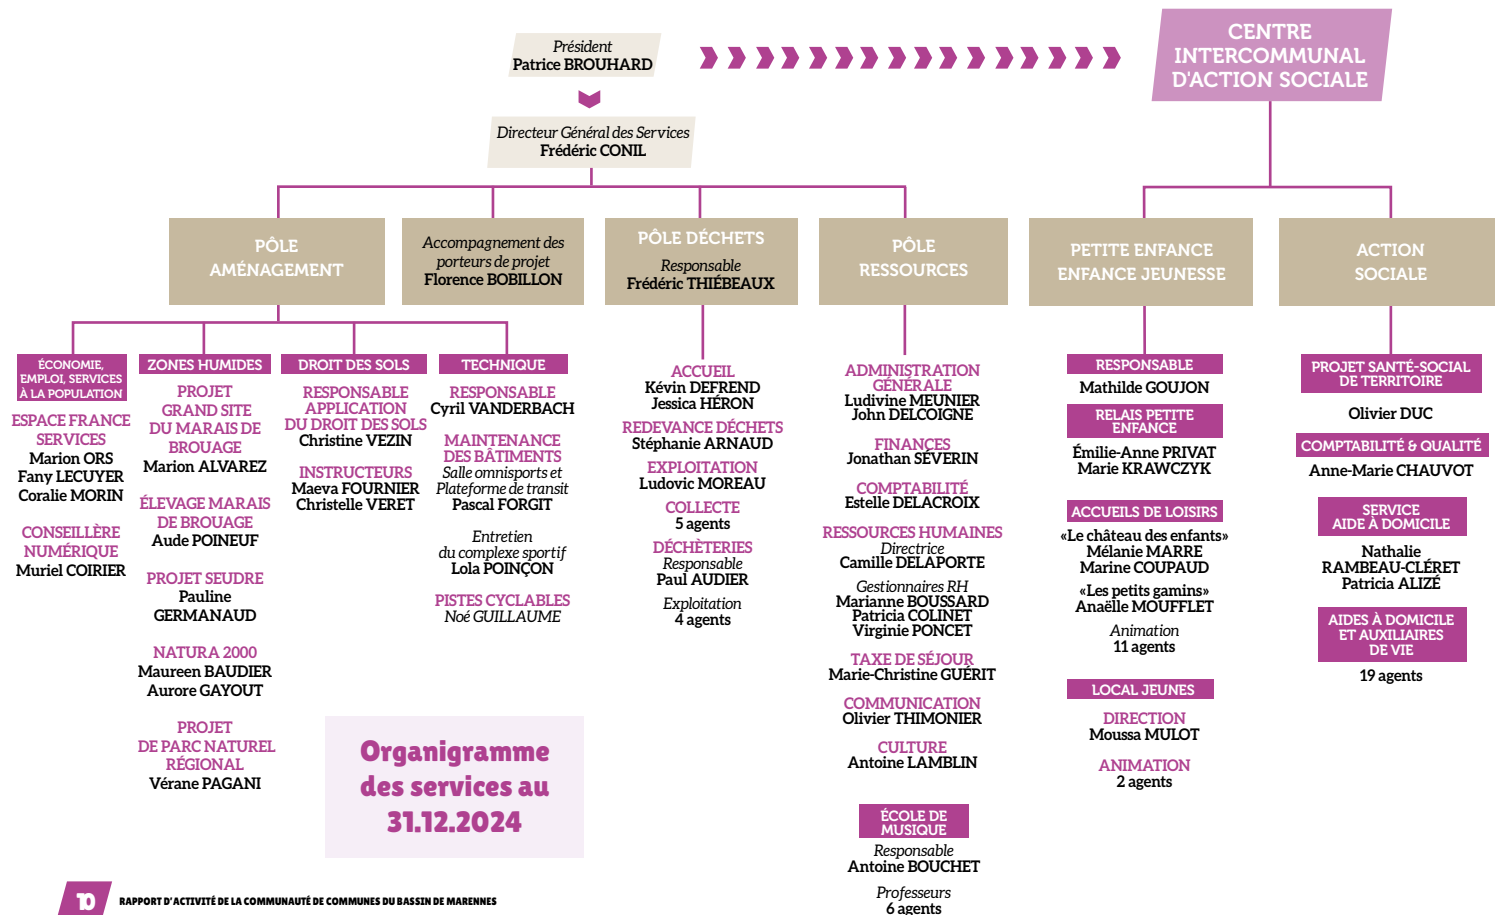 Président
Patrice BROUHARD
CENTRE
INTERCOMMUNAL
D'ACTION SOCIALE
Directeur Général des Services
Frédéric CONIL
PÔLE
AMÉNAGEMENT
Accompagnement des
porteurs de projet
Florence BOBILLON
PÔLE DÉCHETS
Responsable
Frédéric THIÉBEAUX
PÔLE
RESSOURCES
PETITE ENFANCE
ENFANCE JEUNESSE
ACTION
SOCIALE
ÉCONOMIE,
EMPLOI, SERVICES
À LA POPULATION
ESPACE FRANCE
SERVICES
Marion ORS
Fany LECUYER
Coralie MORIN
CONSEILLÈRE
NUMÉRIQUE
Muriel COIRIER
ZONES HUMIDES
PROJET
GRAND SITE
DU MARAIS DE
BROUAGE
Marion ALVAREZ
ÉLEVAGE MARAIS
DE BROUAGE
Aude POINEUF
PROJET SEUDRE
Pauline
GERMANAUD
NATURA 2000
Maureen BAUDIER
Aurore GAYOUT
PROJET
DE PARC NATUREL
RÉGIONAL
Vérane PAGANI
DROIT DES SOLS
RESPONSABLE
APPLICATION
DU DROIT DES SOLS
Christine VEZIN
INSTRUCTEURS
Maeva FOURNIER
Christelle VERET
TECHNIQUE
RESPONSABLE
Cyril VANDERBACH
MAINTENANCE
DES BÂTIMENTS
Salle omnisports et
Plateforme de transit
Pascal FORGIT
Entretien
du complexe sportif
Lola POINÇON
PISTES CYCLABLES
Noé GUILLAUME
ACCUEIL
Kévin DEFREND
Jessica HÉRON
REDEVANCE DÉCHETS
Stéphanie ARNAUD
EXPLOITATION
Ludovic MOREAU
COLLECTE
5 agents
DÉCHÈTERIES
Responsable
Paul AUDIER
Exploitation
4 agents
ADMINISTRATION
GÉNÉRALE
Ludivine MEUNIER
John DELCOIGNE
FINANCES
Jonathan SÉVERIN
COMPTABILITÉ
Estelle DELACROIX
RESSOURCES HUMAINES
Directrice
Camille DELAPORTE
Gestionnaires RH
Marianne BOUSSARD
Patricia COLINET
Virginie PONCET
TAXE DE SÉJOUR
Marie-Christine GUÉRIT
COMMUNICATION
Olivier THIMONIER
CULTURE
Antoine LAMBLIN
ÉCOLE DE
MUSIQUE
Responsable
Antoine BOUCHET
Professeurs
6 agents
RESPONSABLE
Mathilde GOUJON
RELAIS PETITE
ENFANCE
Émilie-Anne PRIVAT
Marie KRAWCZYK
ACCUEILS DE LOISIRS
«Le château des enfants»
Mélanie MARRE
Marine COUPAUD
«Les petits gamins»
Anaëlle MOUFFLET
Animation
11 agents
LOCAL JEUNES
DIRECTION
Moussa MULOT
ANIMATION
2 agents
PROJET SANTÉ-SOCIAL
DE TERRITOIRE
Olivier DUC
COMPTABILITÉ & QUALITÉ
Anne-Marie CHAUVOT
SERVICE
AIDE À DOMICILE
Nathalie
RAMBEAU-CLÉRET
Patricia ALIZÉ
AIDES À DOMICILE
ET AUXILIAIRES
DE VIE
19 agents
Organigramme
des services au
31.12.2024
10
RAPPORT D'ACTIVITÉ DE LA COMMUNAUTÉ DE COMMUNES DU BASSIN DE MARENNES